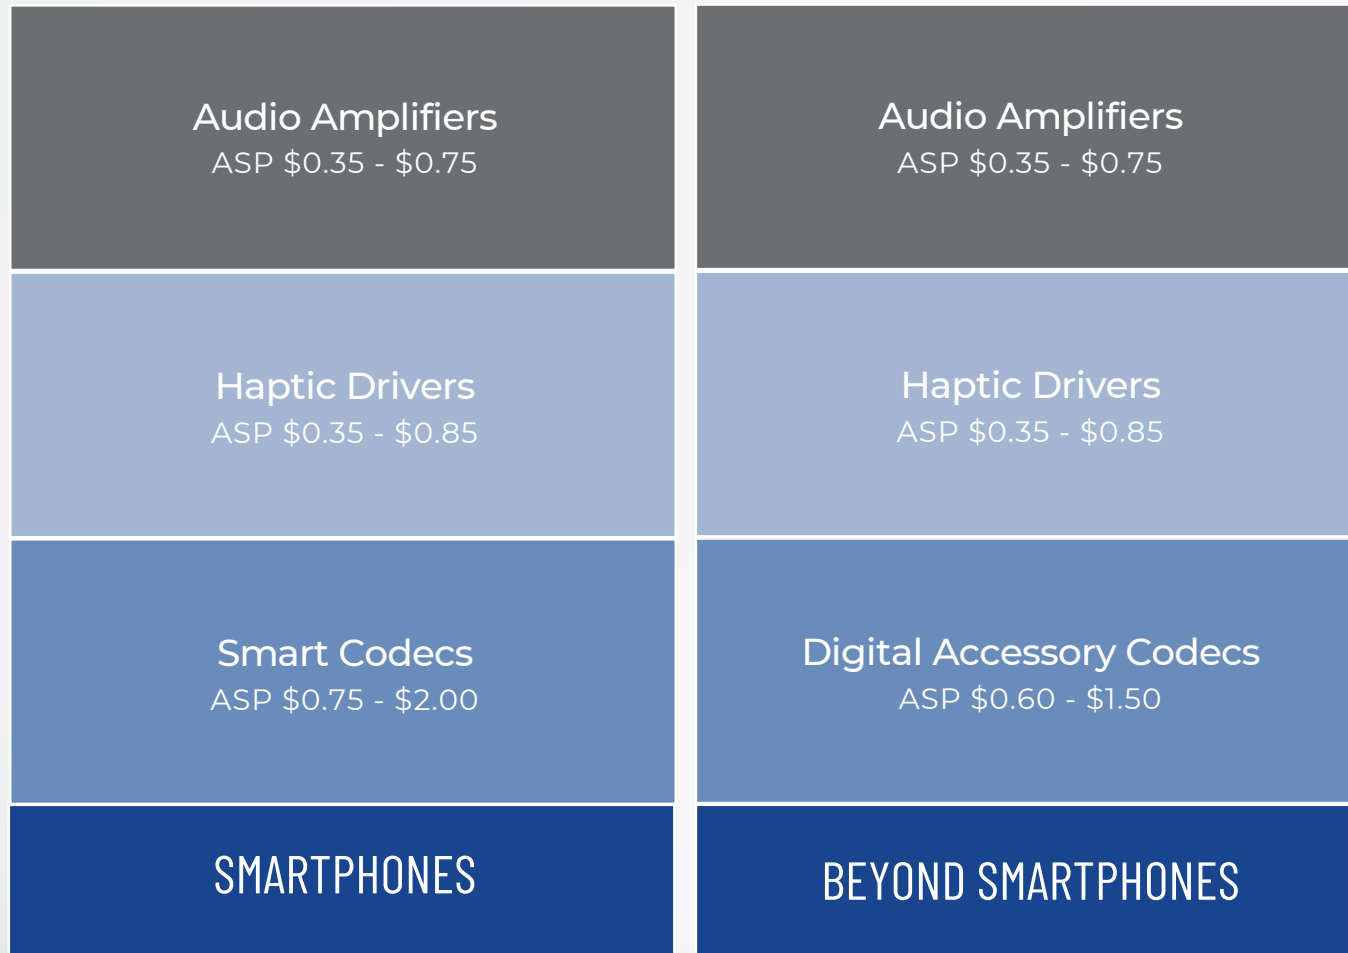 Audio Amplifiers
ASP $0.35 - $0.75
Haptic Drivers
ASP $0.35 - $0.85
Smart Codecs
ASP $0.75 - $2.00
SMARTPHONES
Audio Amplifiers
ASP $0.35 - $0.75
Haptic Drivers
ASP $0.35 - $0.85
Digital Accessory Codecs
ASP $0.60 - $1.50
BEYOND SMARTPHONES